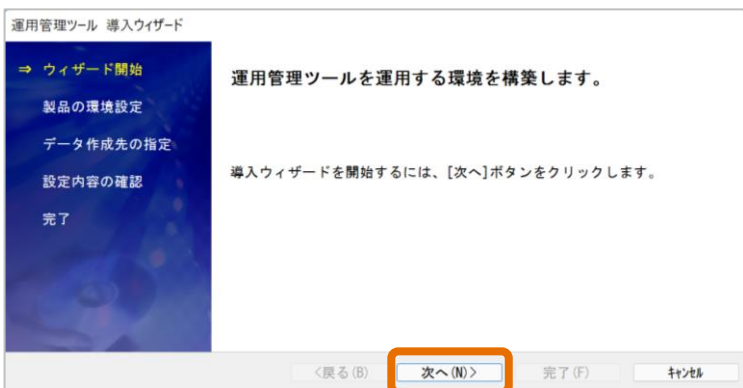 運用管理ツール 導入ウィザード
⇒ ウィザード開始
製品の環境設定
データ作成先の指定
設定内容の確認
完了
運用管理ツールを運用する環境を構築します。
導入ウィザードを開始するには、[次へ]ボタンをクリックします。
<戻る(B)
次へ(N)>
完了(F)
ｷｬﾝｾﾙ